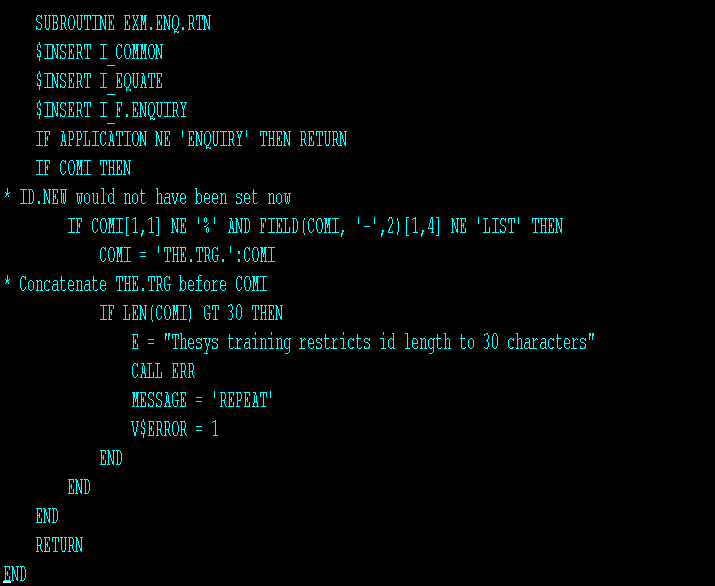 SUBROUTINE EXM.ENQ.RTN
    $INSERT I_COMMON
    $INSERT I_EQUATE
    $INSERT I_F.ENQUIRY
    IF APPLICATION NE 'ENQUIRY' THEN RETURN
    IF COMI THEN
* ID.NEW would not have been set now
        IF COMI[1,1] NE '%' AND FIELD(COMI, '-',2)[1,4] NE 'LIST' THEN
            COMI = 'THE.TRG.':COMI
* Concatenate THE.TRG before COMI
            IF LEN(COMI) GT 30 THEN
                E = "Thesys training restricts id length to 30 characters"
                CALL ERR
                MESSAGE = 'REPEAT'
                V$ERROR = 1
            END
        END
    END
    RETURN
END